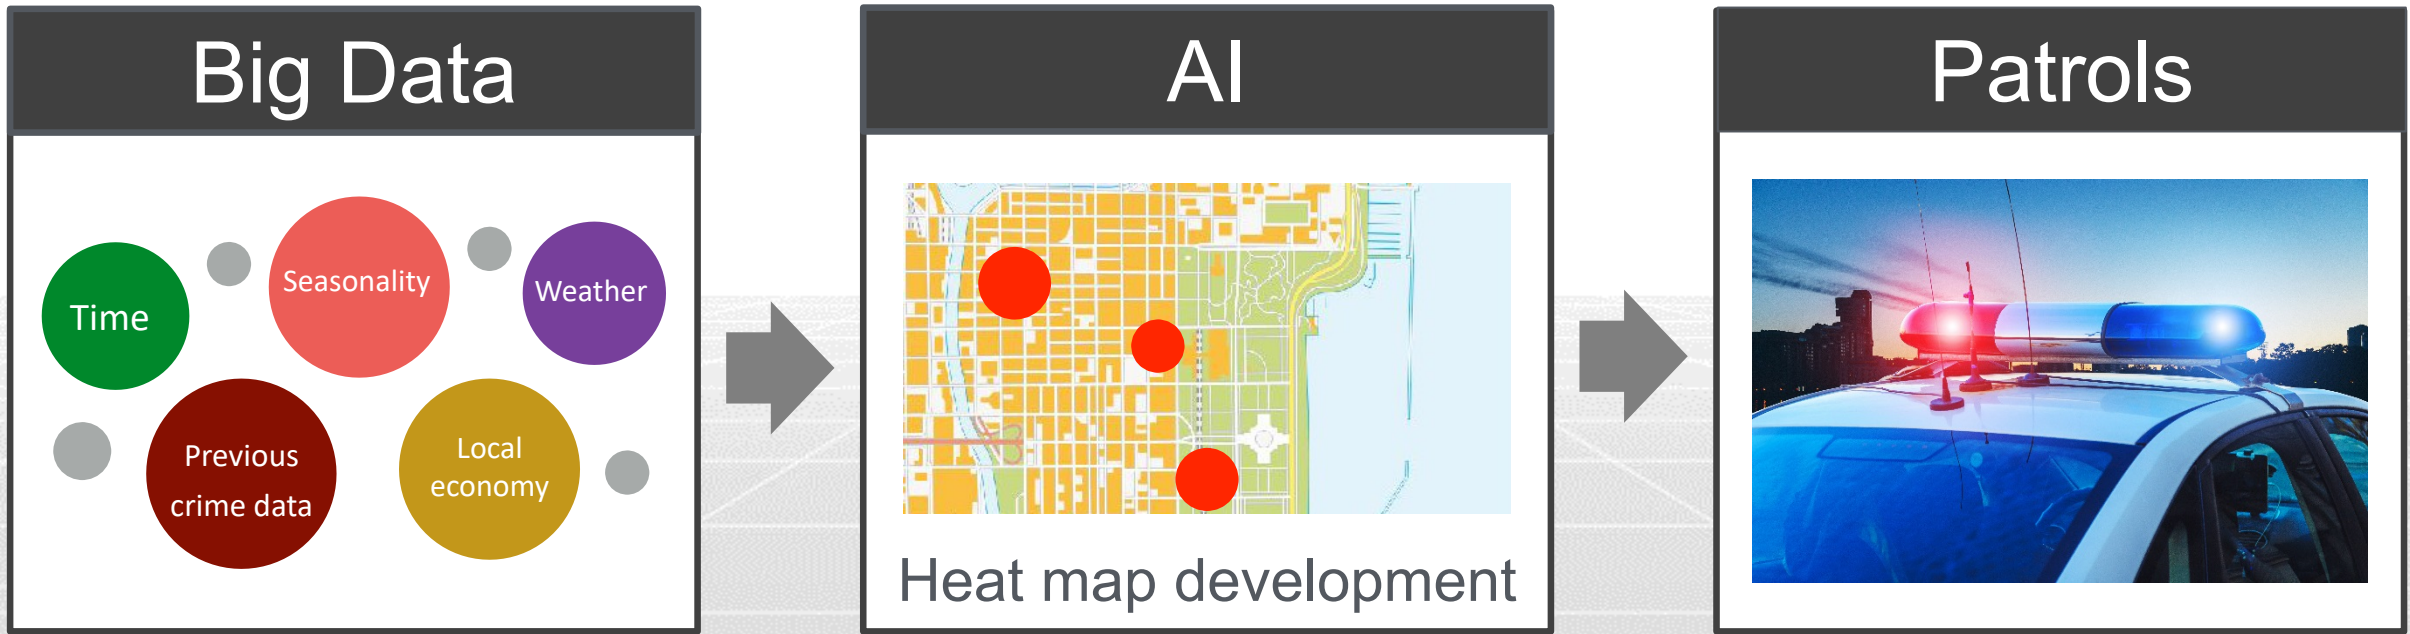 Big Data
AI
Patrols
Time
Seasonality
Weather
Previous
crime data
Local
economy
Heat map development